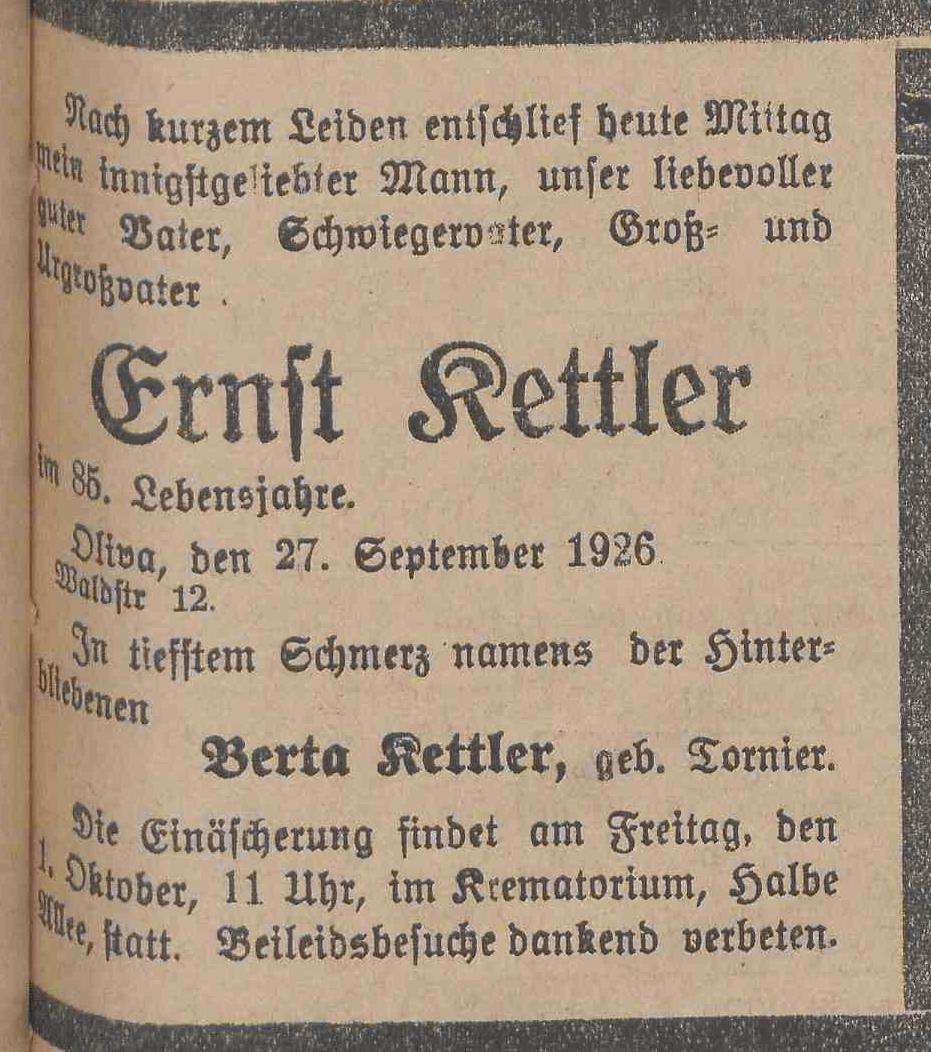 Nach kurzem Leiden entschlief heute Mittag
mein innigstgeliebter Mann, unser liebevoller
guter Vater, Schwiegervater, Groß- und
Urgroßvater
Ernst Kettler
im 85. Lebensjahre.
Oliva, den 27. September 1926.
Waldstr 12.
In tiefstem Schmerz namens der Hinter-
bliebenen
Berta Kettler, geb. Tornier.
Die Einäscherung findet am Freitag, den
1. Oktober, 11 Uhr, im Krematorium, Halbe
Allee, statt. Beileidsbesuche dankend verbeten.